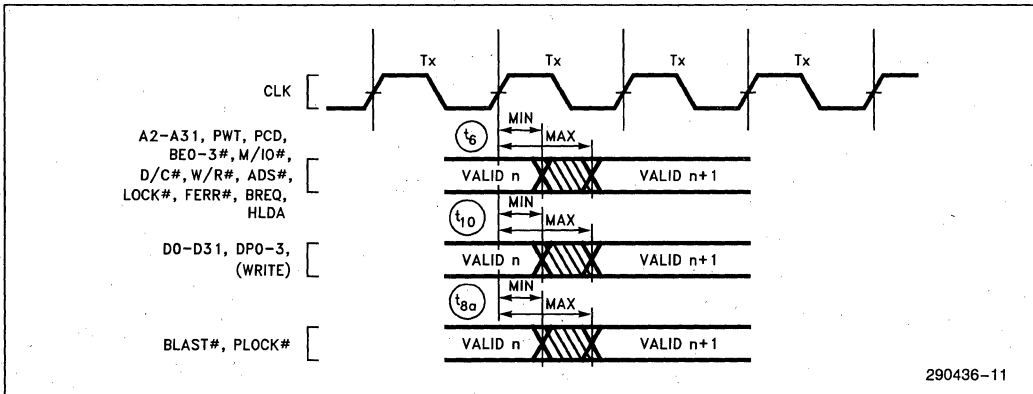 Tx Tx Tx Tx
CLK
MIN
t6 MAX
A2-A31, PWT, PCD,
BE0-3#, M/IO#,
D/C#, W/R#, ADS#,
LOCK#, FERR#, BREQ,
HLDA
VALID n VALID n+1
MIN
t10 MAX
D0-D31, DP0-3,
(WRITE)
VALID n VALID n+1
MIN
t8a MAX
BLAST#, PLOCK#
VALID n VALID n+1
290436-11